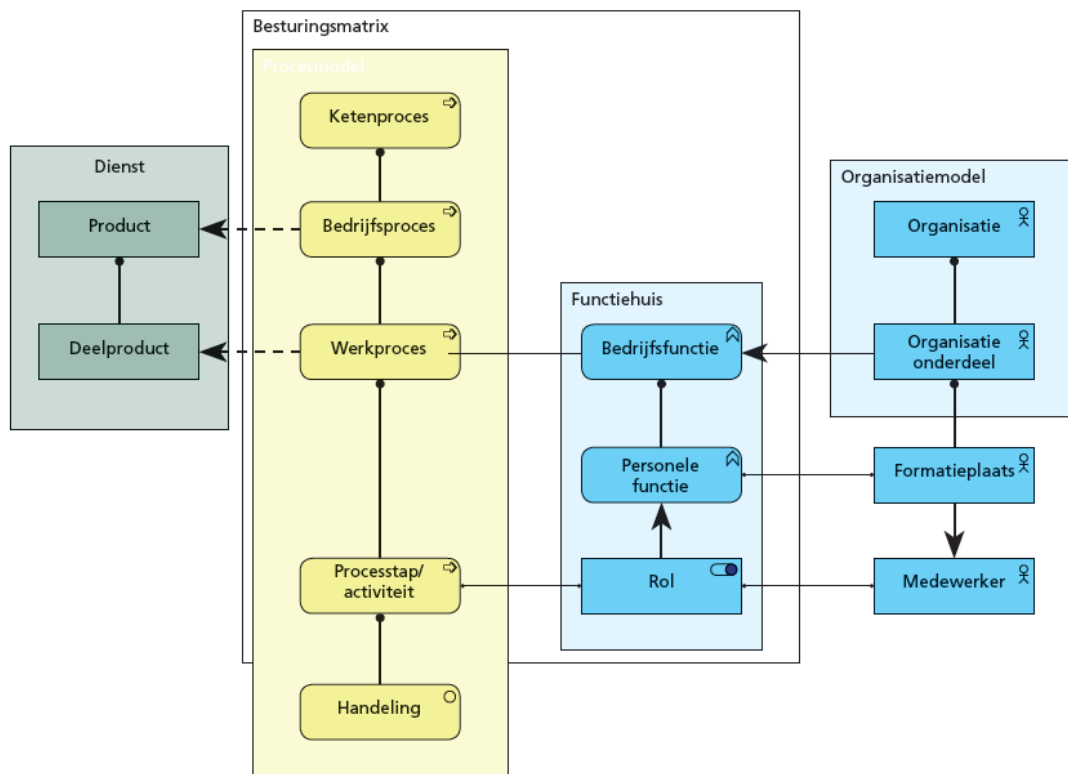 Besturingsmatrix
Procesmodel
Ketenproces
Dienst
Organisatiemodel
Product
Bedrijfsproces
Organisatie
Functiehuis
Deelproduct
Werkproces
Bedrijfsfunctie
Organisatie
onderdeel
Personele
functie
Formatieplaats
Processtap/
activiteit
Rol
Medewerker
Handeling